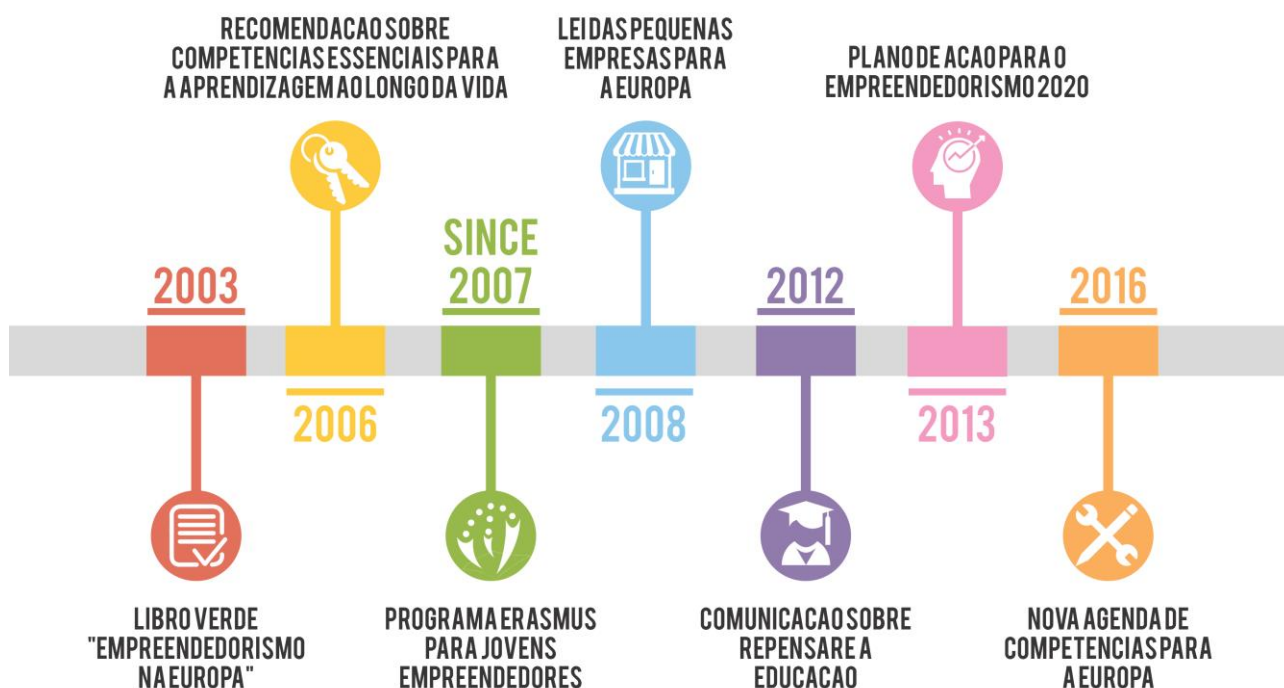 RECOMENDACAO SOBRE
COMPETENCIAS ESSENCIAIS PARA
A APRENDIZAGEM AO LONGO DA VIDA
LEI DAS PEQUENAS
EMPRESAS PARA
A EUROPA
PLANO DE ACAO PARA O
EMPREENDEDORISMO 2020
2003
SINCE
2007
2012
2016
2006
2008
2013
LIBRO VERDE
"EMPREENDEDORISMO
NA EUROPA"
PROGRAMA ERASMUS
PARA JOVENS
EMPREENDEDORES
COMUNICACAO SOBRE
REPENSARE A
EDUCACAO
NOVA AGENDA DE
COMPETENCIAS PARA
A EUROPA